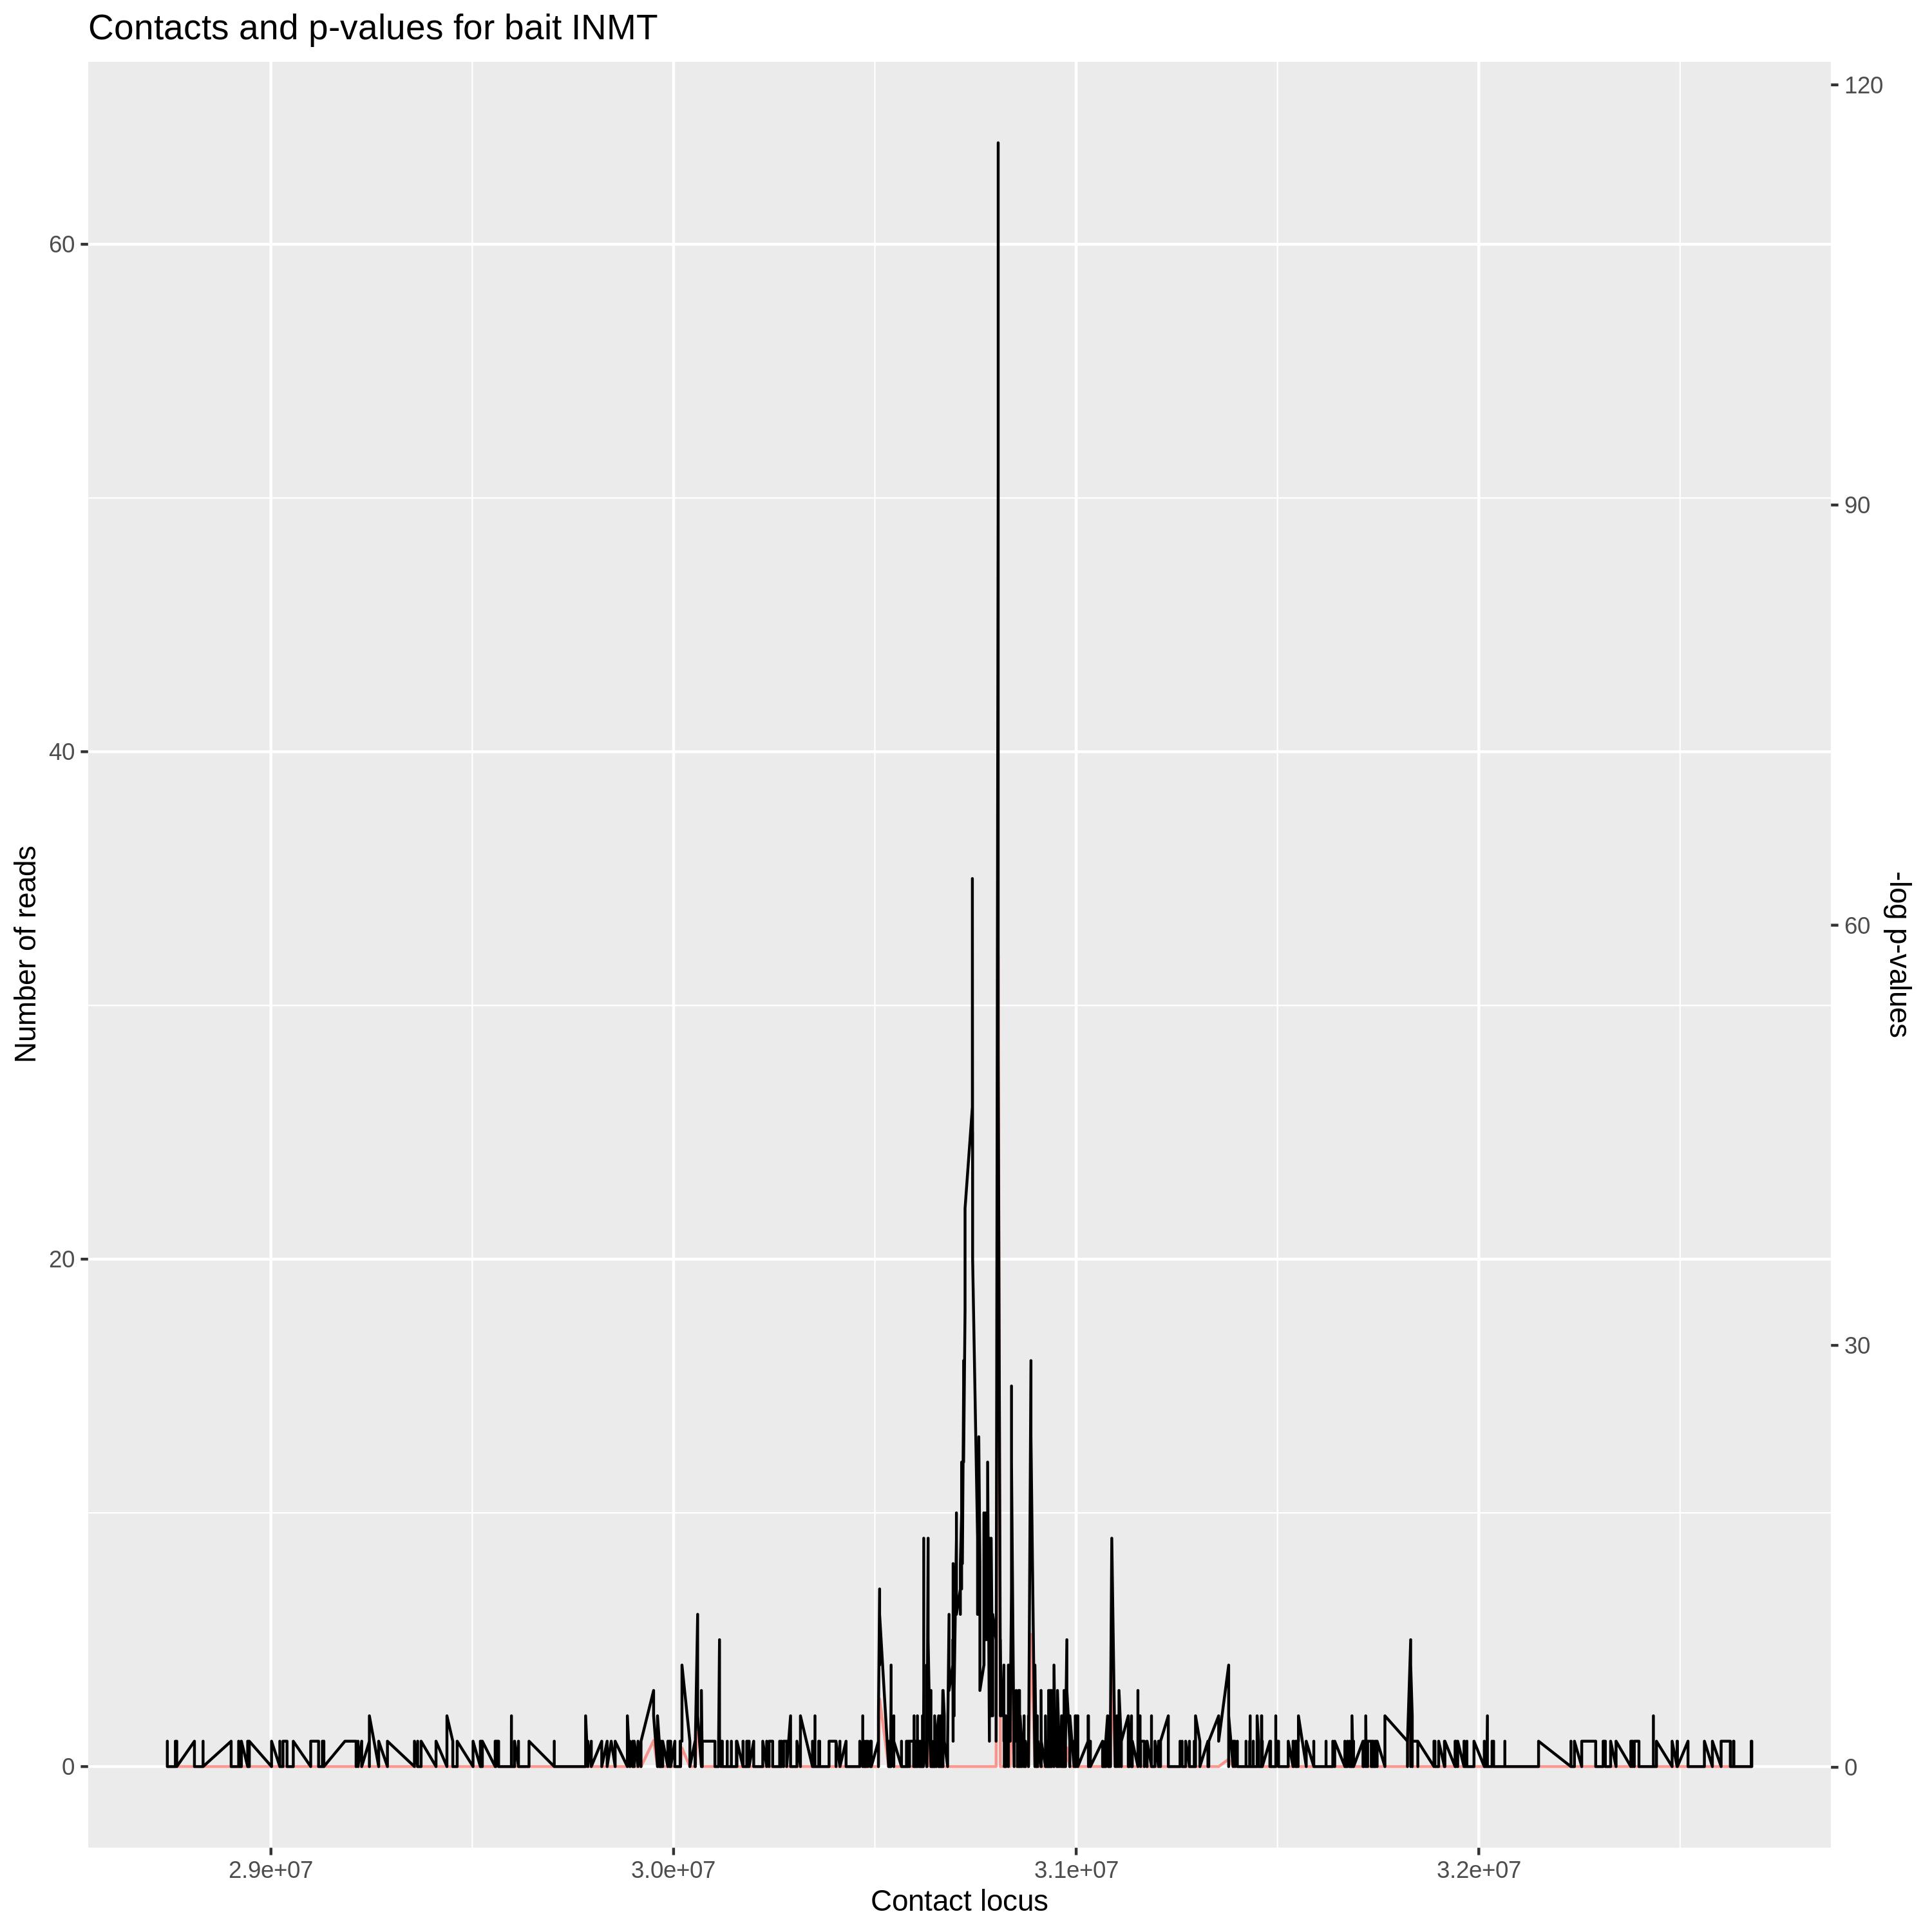 Contacts and p-values for bait INMT
120
60
90
40
60
20
30
0
0
Number of reads
-log p-values
2.9e+07
3.0e+07
3.1e+07
3.2e+07
Contact locus